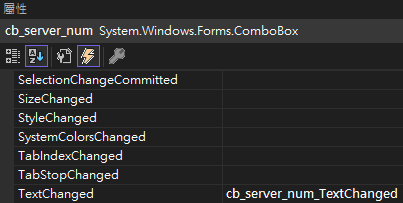 屬性
cb_server_num System.Windows.Forms.ComboBox
SelectionChangeCommitted
SizeChanged
StyleChanged
SystemColorsChanged
TabIndexChanged
TabStopChanged
TextChanged cb_server_num_TextChanged